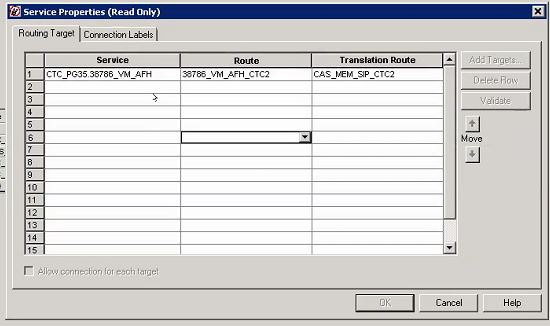 Service Properties (Read Only)
Routing Target Connection Labels
Service Route Translation Route
1 CTC_PG35.38786_VM_AFH 38786_VM_AFH_CTC2 CAS_MEM_SIP_CTC2
2
3
4
5
6
7
8
9
10
11
12
13
14
15
Add Targets...
Delete Row
Validate
Move
Allow connection for each target
OK Cancel Help